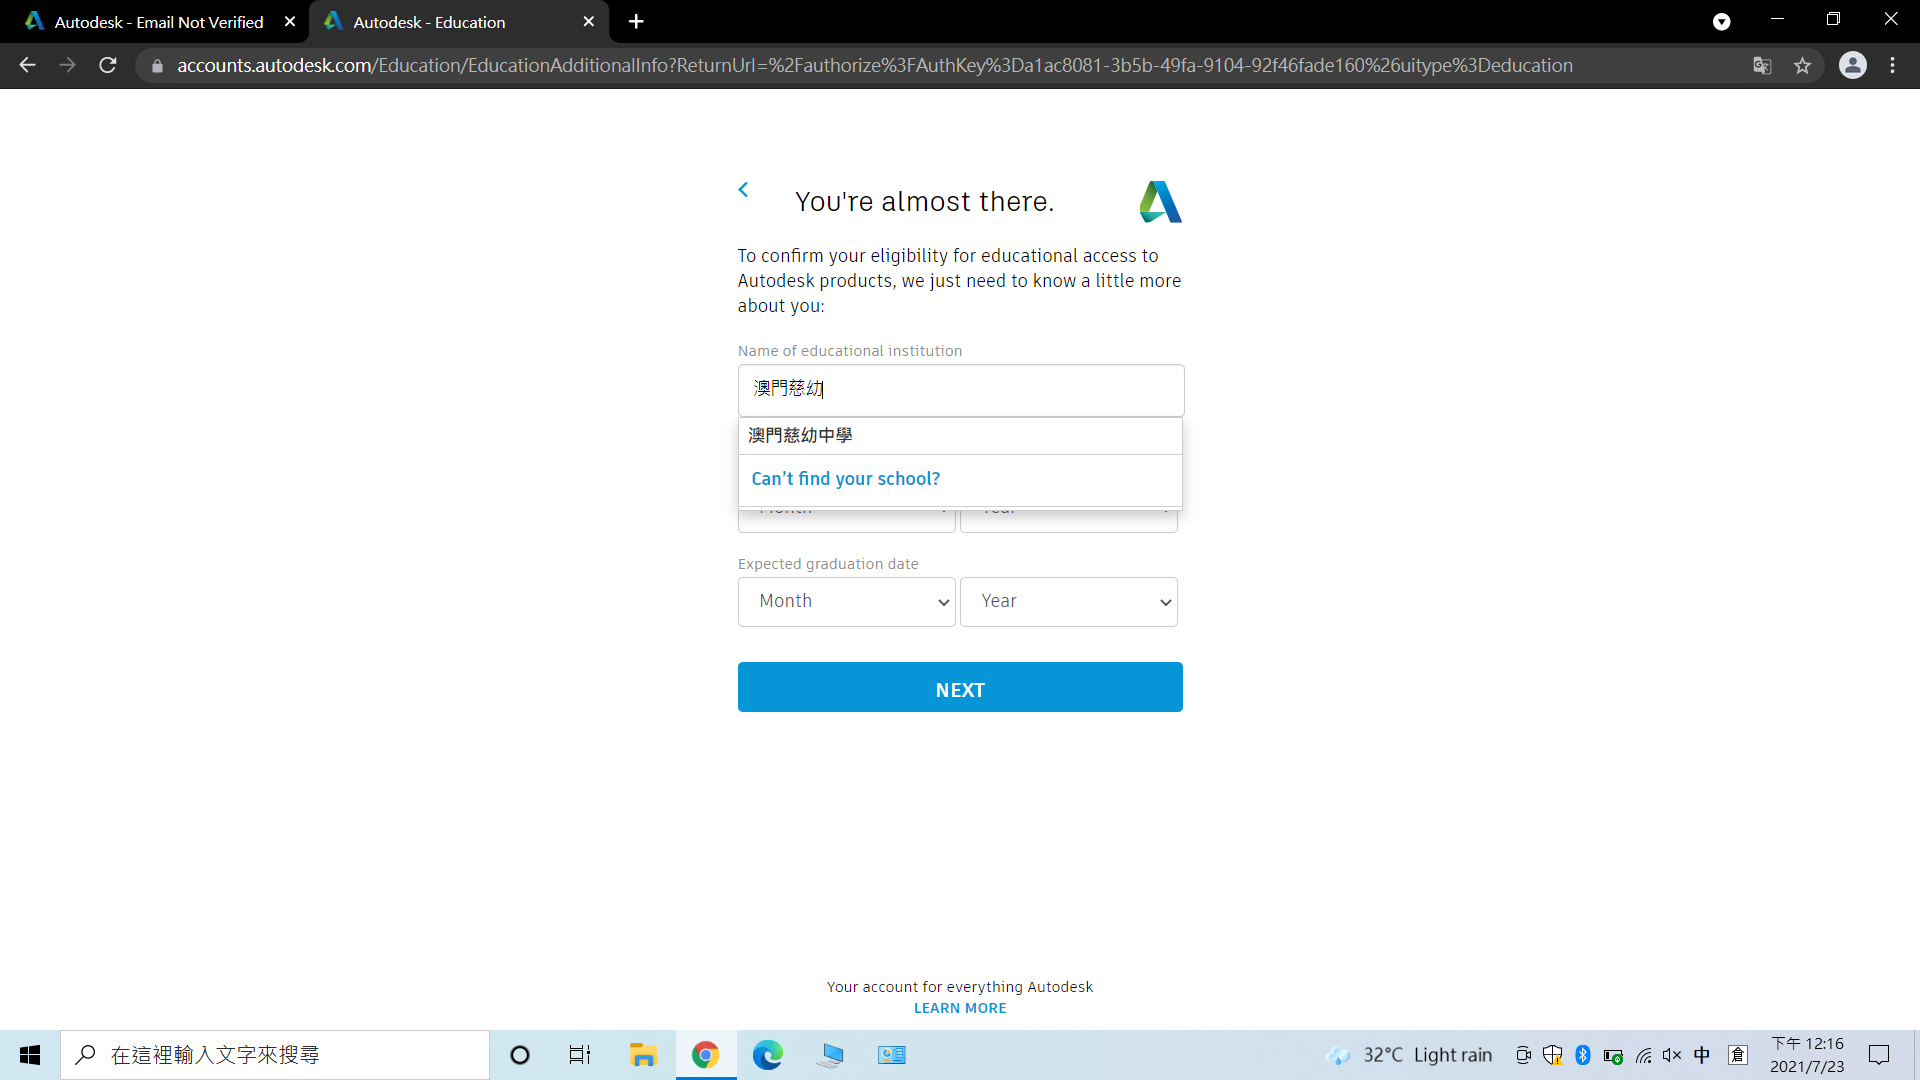 Autodesk - Email Not Verified
Autodesk - Education
accounts.autodesk.com/Education/EducationAdditionalInfo?ReturnUrl=%2Fauthorize%3FAuthKey%3Da1ac8081-3b5b-49fa-9104-92f46fade160%26uitype%3Deducation
You're almost there.
To confirm your eligibility for educational access to
Autodesk products, we just need to know a little more
about you:
Name of educational institution
澳門慈幼
澳門慈幼中學
Can't find your school?
Month Year
Expected graduation date
Month Year
NEXT
Your account for everything Autodesk
LEARN MORE
在這裡輸入文字來搜尋
32°C Light rain
中
倉
下午 12:16
2021/7/23